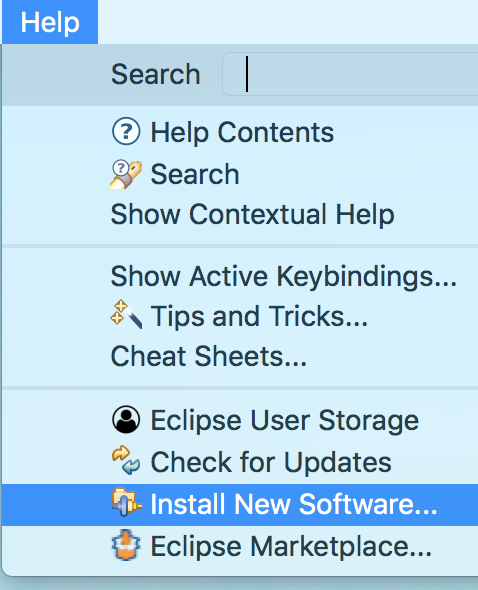 Help
Search
Help Contents
Search
Show Contextual Help
Show Active Keybindings...
Tips and Tricks...
Cheat Sheets...
Eclipse User Storage
Check for Updates
Install New Software...
Eclipse Marketplace...